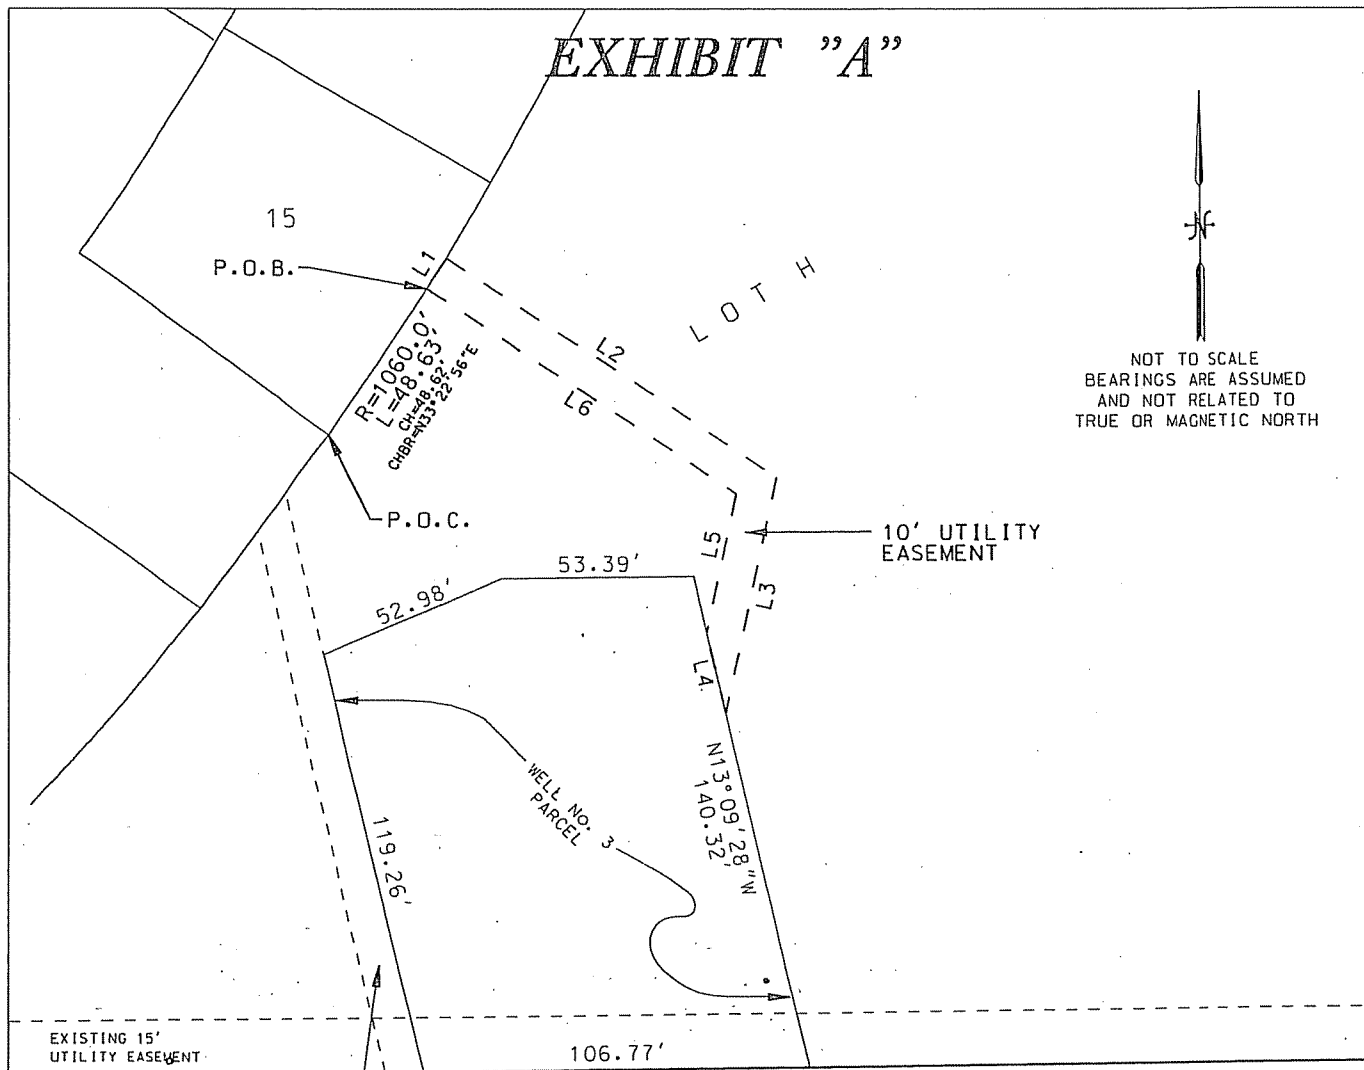 EXHIBIT "A"
15
P.O.B.
L1
LOT H
R=1060.0'
L=48.63'
CH=48.62'
CHBR=N33°22'56"E
L2
L6
N
NOT TO SCALE
BEARINGS ARE ASSUMED
AND NOT RELATED TO
TRUE OR MAGNETIC NORTH
P.O.C.
10' UTILITY
EASEMENT
L5
L3
53.39'
52.98'
L4
WELL No. 3
PARCEL
N13°09'28"W
140.32'
119.26'
EXISTING 15'
UTILITY EASEMENT
106.77'